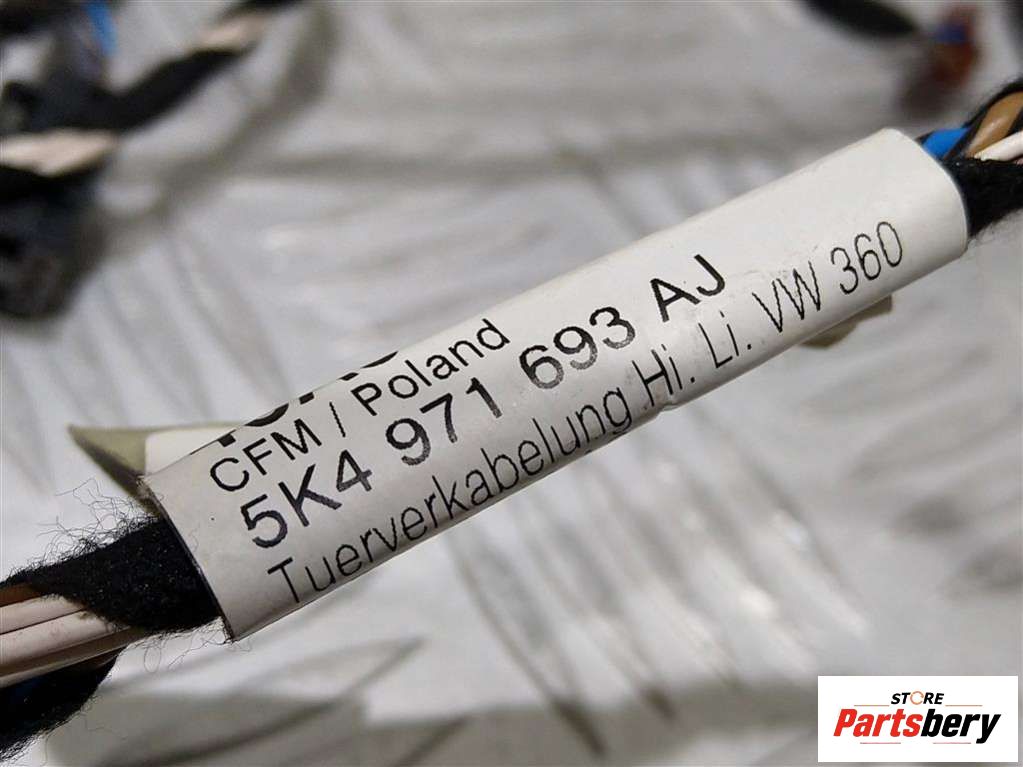 CFM / Poland
5K4 971 693 AJ
Tuerverkabelung Hi. Li. VW 360
STORE
Partsbery